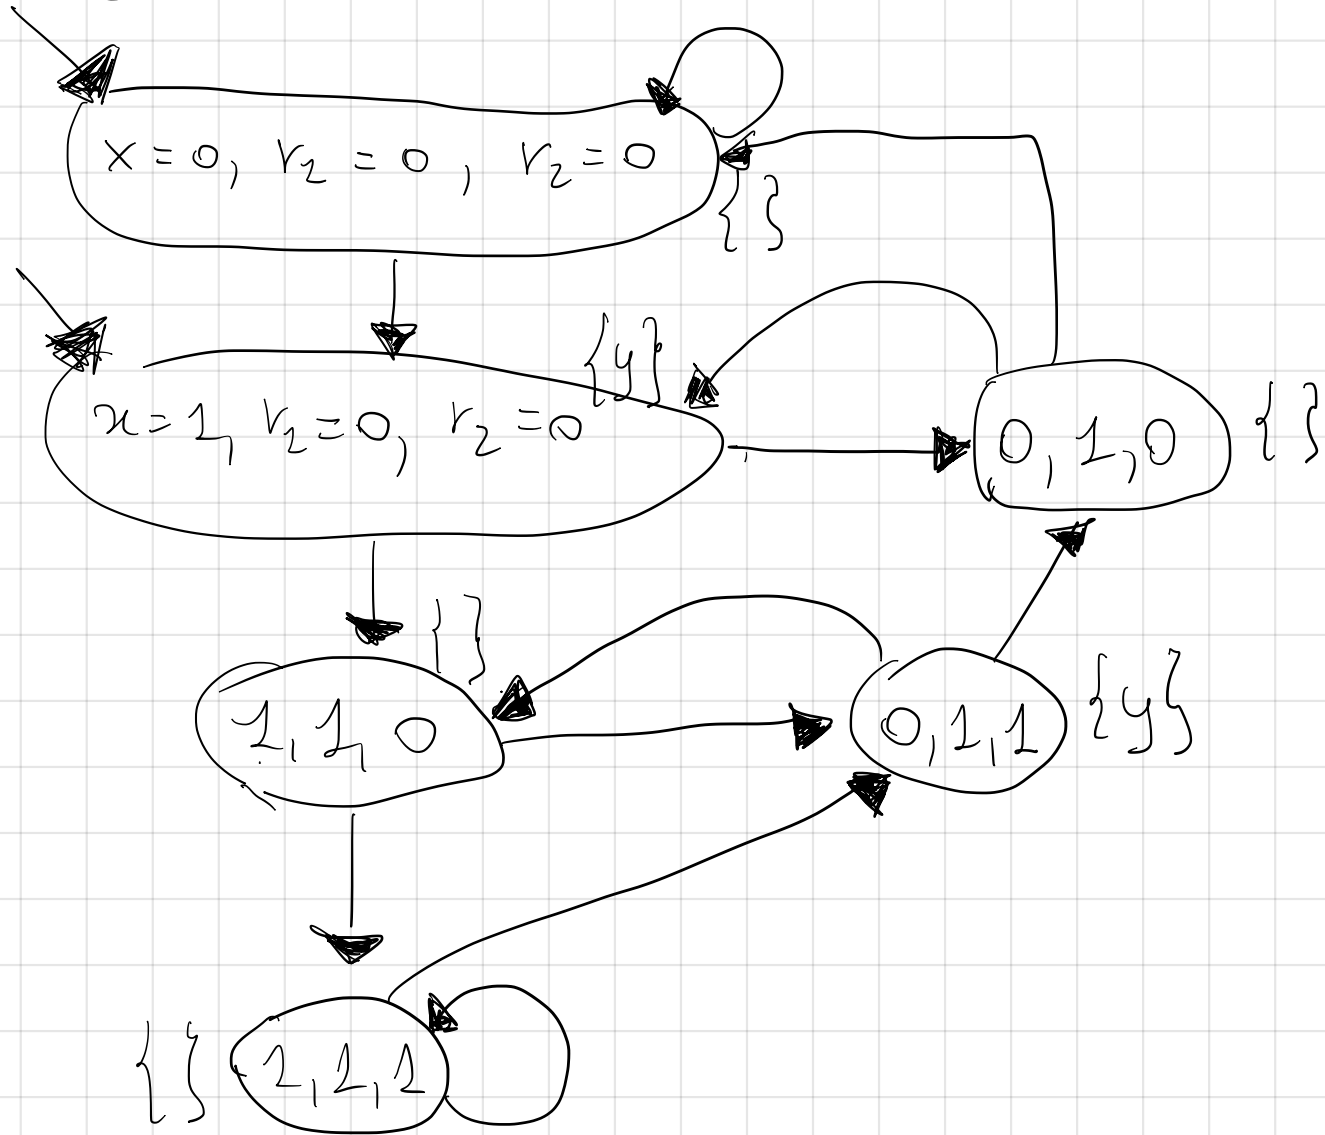 x=0, r₂=0, r₂=0
{ }
{y}
x=1, r₂=0, r₂=0
0,1,0
{ }
{ }
1,1,0
0,1,1
{y}
{ }
1,1,1